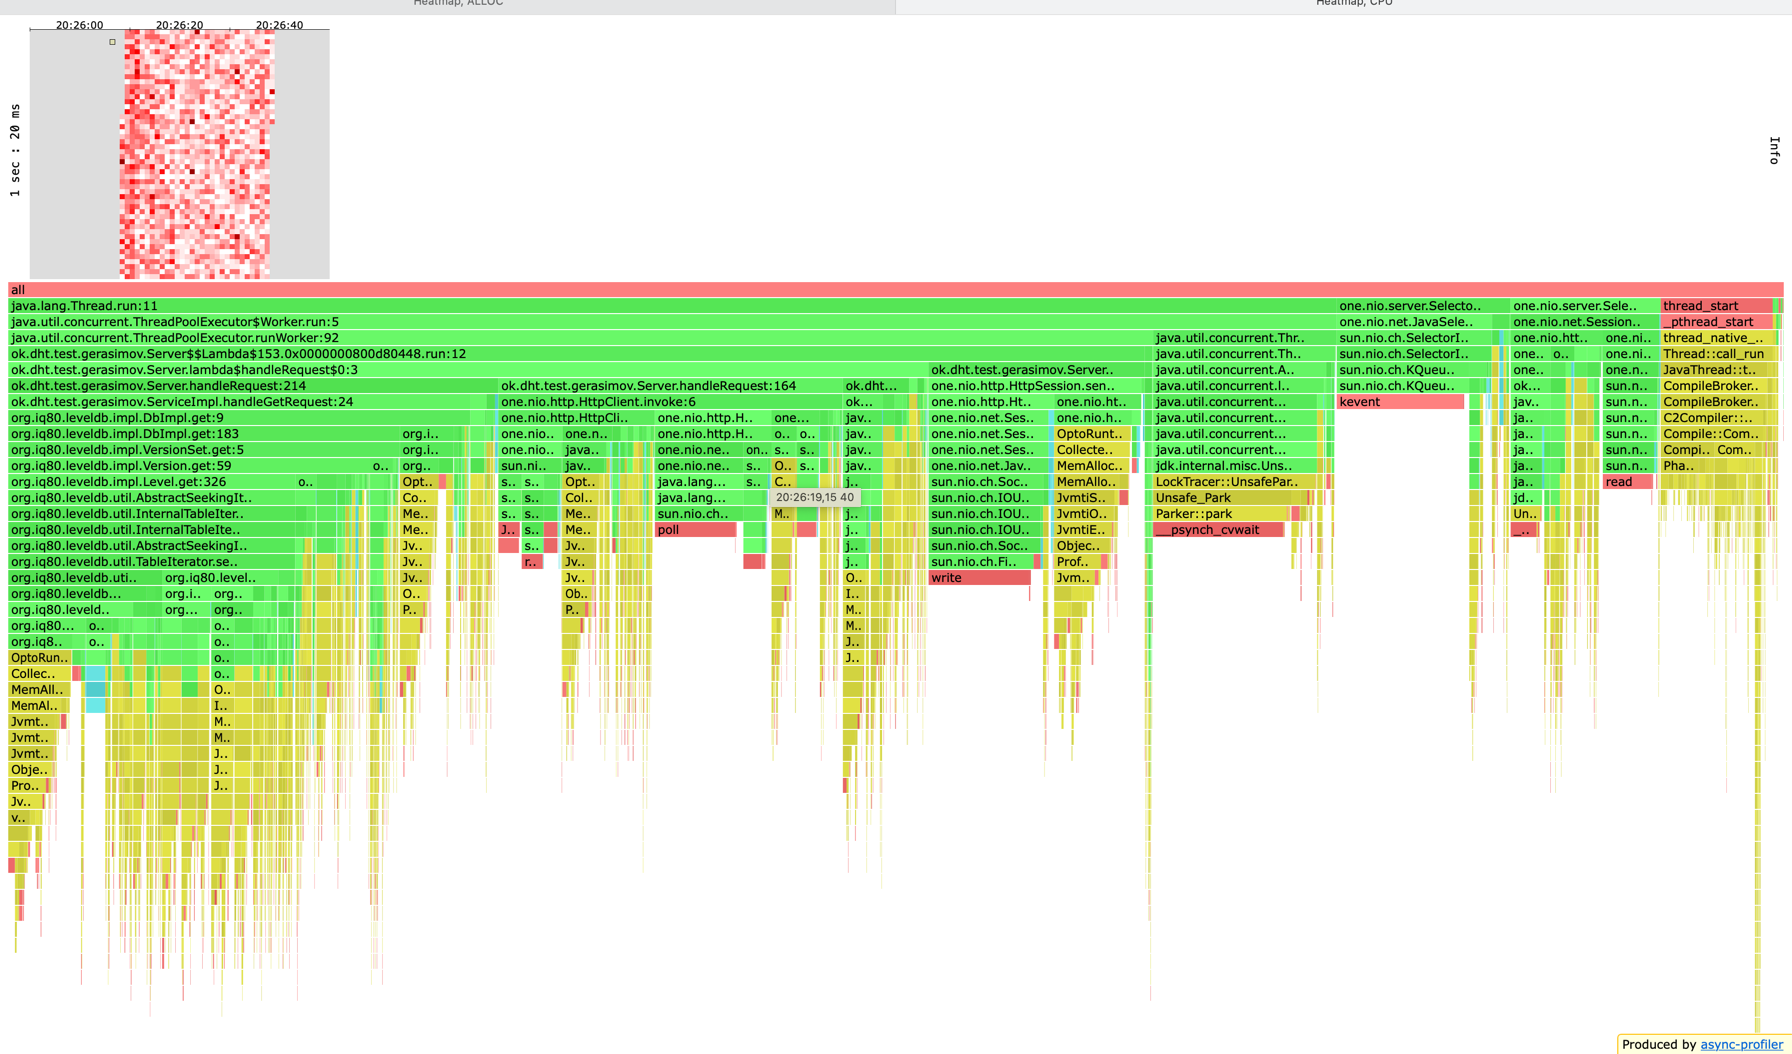 Heatmap, ALLOC
Heatmap, CPU
20:26:00 20:26:20 20:26:40
1 sec : 20 ms
Info
all
java.lang.Thread.run:11 one.nio.server.Selecto.. one.nio.server.Sele.. thread_start
java.util.concurrent.ThreadPoolExecutor$Worker.run:5 one.nio.net.JavaSele.. one.nio.net.Session.. _pthread_start
java.util.concurrent.ThreadPoolExecutor.runWorker:92 java.util.concurrent.Thr.. sun.nio.ch.SelectorI.. one.nio.htt.. one.ni.. thread_native_..
ok.dht.test.gerasimov.Server$$Lambda$153.0x0000000800d80448.run:12 java.util.concurrent.Th.. sun.nio.ch.SelectorI.. one.. o.. one.ni.. Thread::call_run
ok.dht.test.gerasimov.Server.lambda$handleRequest$0:3 ok.dht.test.gerasimov.Server.. java.util.concurrent.A.. sun.nio.ch.KQueu.. one.. sun.n.. JavaThread::t..
ok.dht.test.gerasimov.Server.handleRequest:214 ok.dht.test.gerasimov.Server.handleRequest:164 ok.dht... one.nio.http.HttpSession.sen.. java.util.concurrent.l.. sun.nio.ch.KQueu.. ok... sun.n.. CompileBroker..
ok.dht.test.gerasimov.ServiceImpl.handleGetRequest:24 one.nio.http.HttpClient.invoke:6 ok... one.nio.http.Ht.. one.nio.ht.. java.util.concurrent... kevent jav.. sun.n.. CompileBroker..
org.iq80.leveldb.impl.DbImpl.get:9 one.nio.http.HttpCli.. one.nio.http.H.. one... jav.. one.nio.net.Ses.. one.nio.h.. java.util.concurrent... ja.. sun.n.. C2Compiler::..
org.iq80.leveldb.impl.DbImpl.get:183 org.i.. one.nio.. one.n.. one.nio.http.H.. o.. o.. jav.. one.nio.net.Ses.. OptoRunt.. java.util.concurrent... ja.. sun.n.. Compile::Com..
org.iq80.leveldb.impl.VersionSet.get:5 org.i.. one.nio.. java.. one.nio.ne.. on.. s.. s.. jav.. one.nio.net.Ses.. Collecte.. java.util.concurrent... ja.. sun.n.. Compi.. Com..
org.iq80.leveldb.impl.Version.get:59 o.. org.. sun.ni.. jav.. one.nio.ne.. s.. O.. s.. jav.. one.nio.net.Jav.. MemAlloc.. jdk.internal.misc.Uns.. ja.. sun.n.. Pha..
org.iq80.leveldb.impl.Level.get:326 o.. Opt.. s.. s.. Opt.. java.lang... s.. C.. j.. sun.nio.ch.Soc.. MemAllo.. LockTracer::UnsafePar.. ja.. read
org.iq80.leveldb.util.AbstractSeekingIt.. Co.. s.. s.. Col.. java.lang... 20:26:19,15 40 sun.nio.ch.IOU.. JvmtiS.. Unsafe_Park jd..
org.iq80.leveldb.util.InternalTableIter.. Me.. s.. s.. Me.. sun.nio.ch.. M.. j.. sun.nio.ch.IOU.. JvmtiO.. Parker::park Un..
org.iq80.leveldb.util.InternalTableIte.. Me.. J.. s.. Me.. poll j.. sun.nio.ch.IOU.. JvmtiE.. __psynch_cvwait _..
org.iq80.leveldb.util.AbstractSeekingI.. Jv.. s.. Jv.. j.. sun.nio.ch.Soc.. Objec..
org.iq80.leveldb.util.TableIterator.se.. Jv.. r.. Jv.. j.. sun.nio.ch.Fi.. Prof..
org.iq80.leveldb.uti.. org.iq80.level.. Jv.. Jv.. O.. write Jvm..
org.iq80.leveldb... org.i.. org.. O.. Ob.. I..
org.iq80.leveld.. org... org.. P.. P.. M..
org.iq80... o.. o.. M..
org.iq8.. o.. o.. J..
OptoRun.. o.. J..
Collec.. o..
MemAll.. O..
MemAl.. I..
Jvmt.. M..
Jvmt.. M..
Jvmt.. J..
Obje.. J..
Pro.. J..
Jv..
v..
Produced by async-profiler